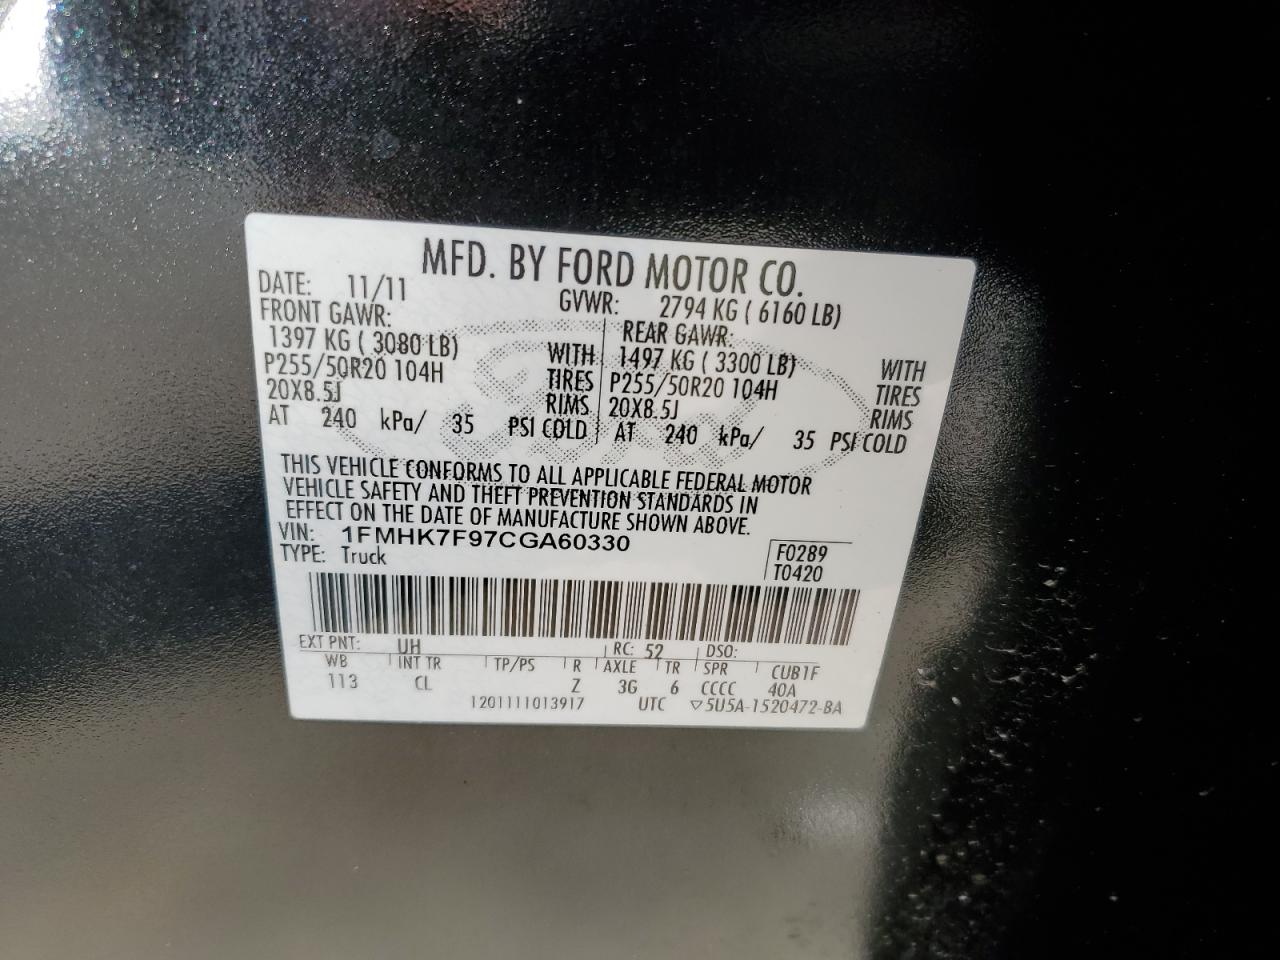 MFD. BY FORD MOTOR CO.
DATE: 11/11 GVWR: 2794 KG ( 6160 LB)
FRONT GAWR: REAR GAWR:
1397 KG ( 3080 LB) WITH 1497 KG ( 3300 LB) WITH
P255/50R20 104H TIRES P255/50R20 104H TIRES
20X8.5J RIMS 20X8.5J RIMS
AT 240 kPa/ 35 PSI COLD AT 240 kPa/ 35 PSI COLD
THIS VEHICLE CONFORMS TO ALL APPLICABLE FEDERAL MOTOR
VEHICLE SAFETY AND THEFT PREVENTION STANDARDS IN
EFFECT ON THE DATE OF MANUFACTURE SHOWN ABOVE.
VIN: 1FMHK7F97CGA60330
TYPE: Truck
F0289
T0420
EXT PNT: UH RC: 52 DSO:
WB INT TR TP/PS R AXLE TR SPR CUB1F
113 CL Z 3G 6 CCCC 40A
1201111013917 UTC ▽5U5A-1520472-BA